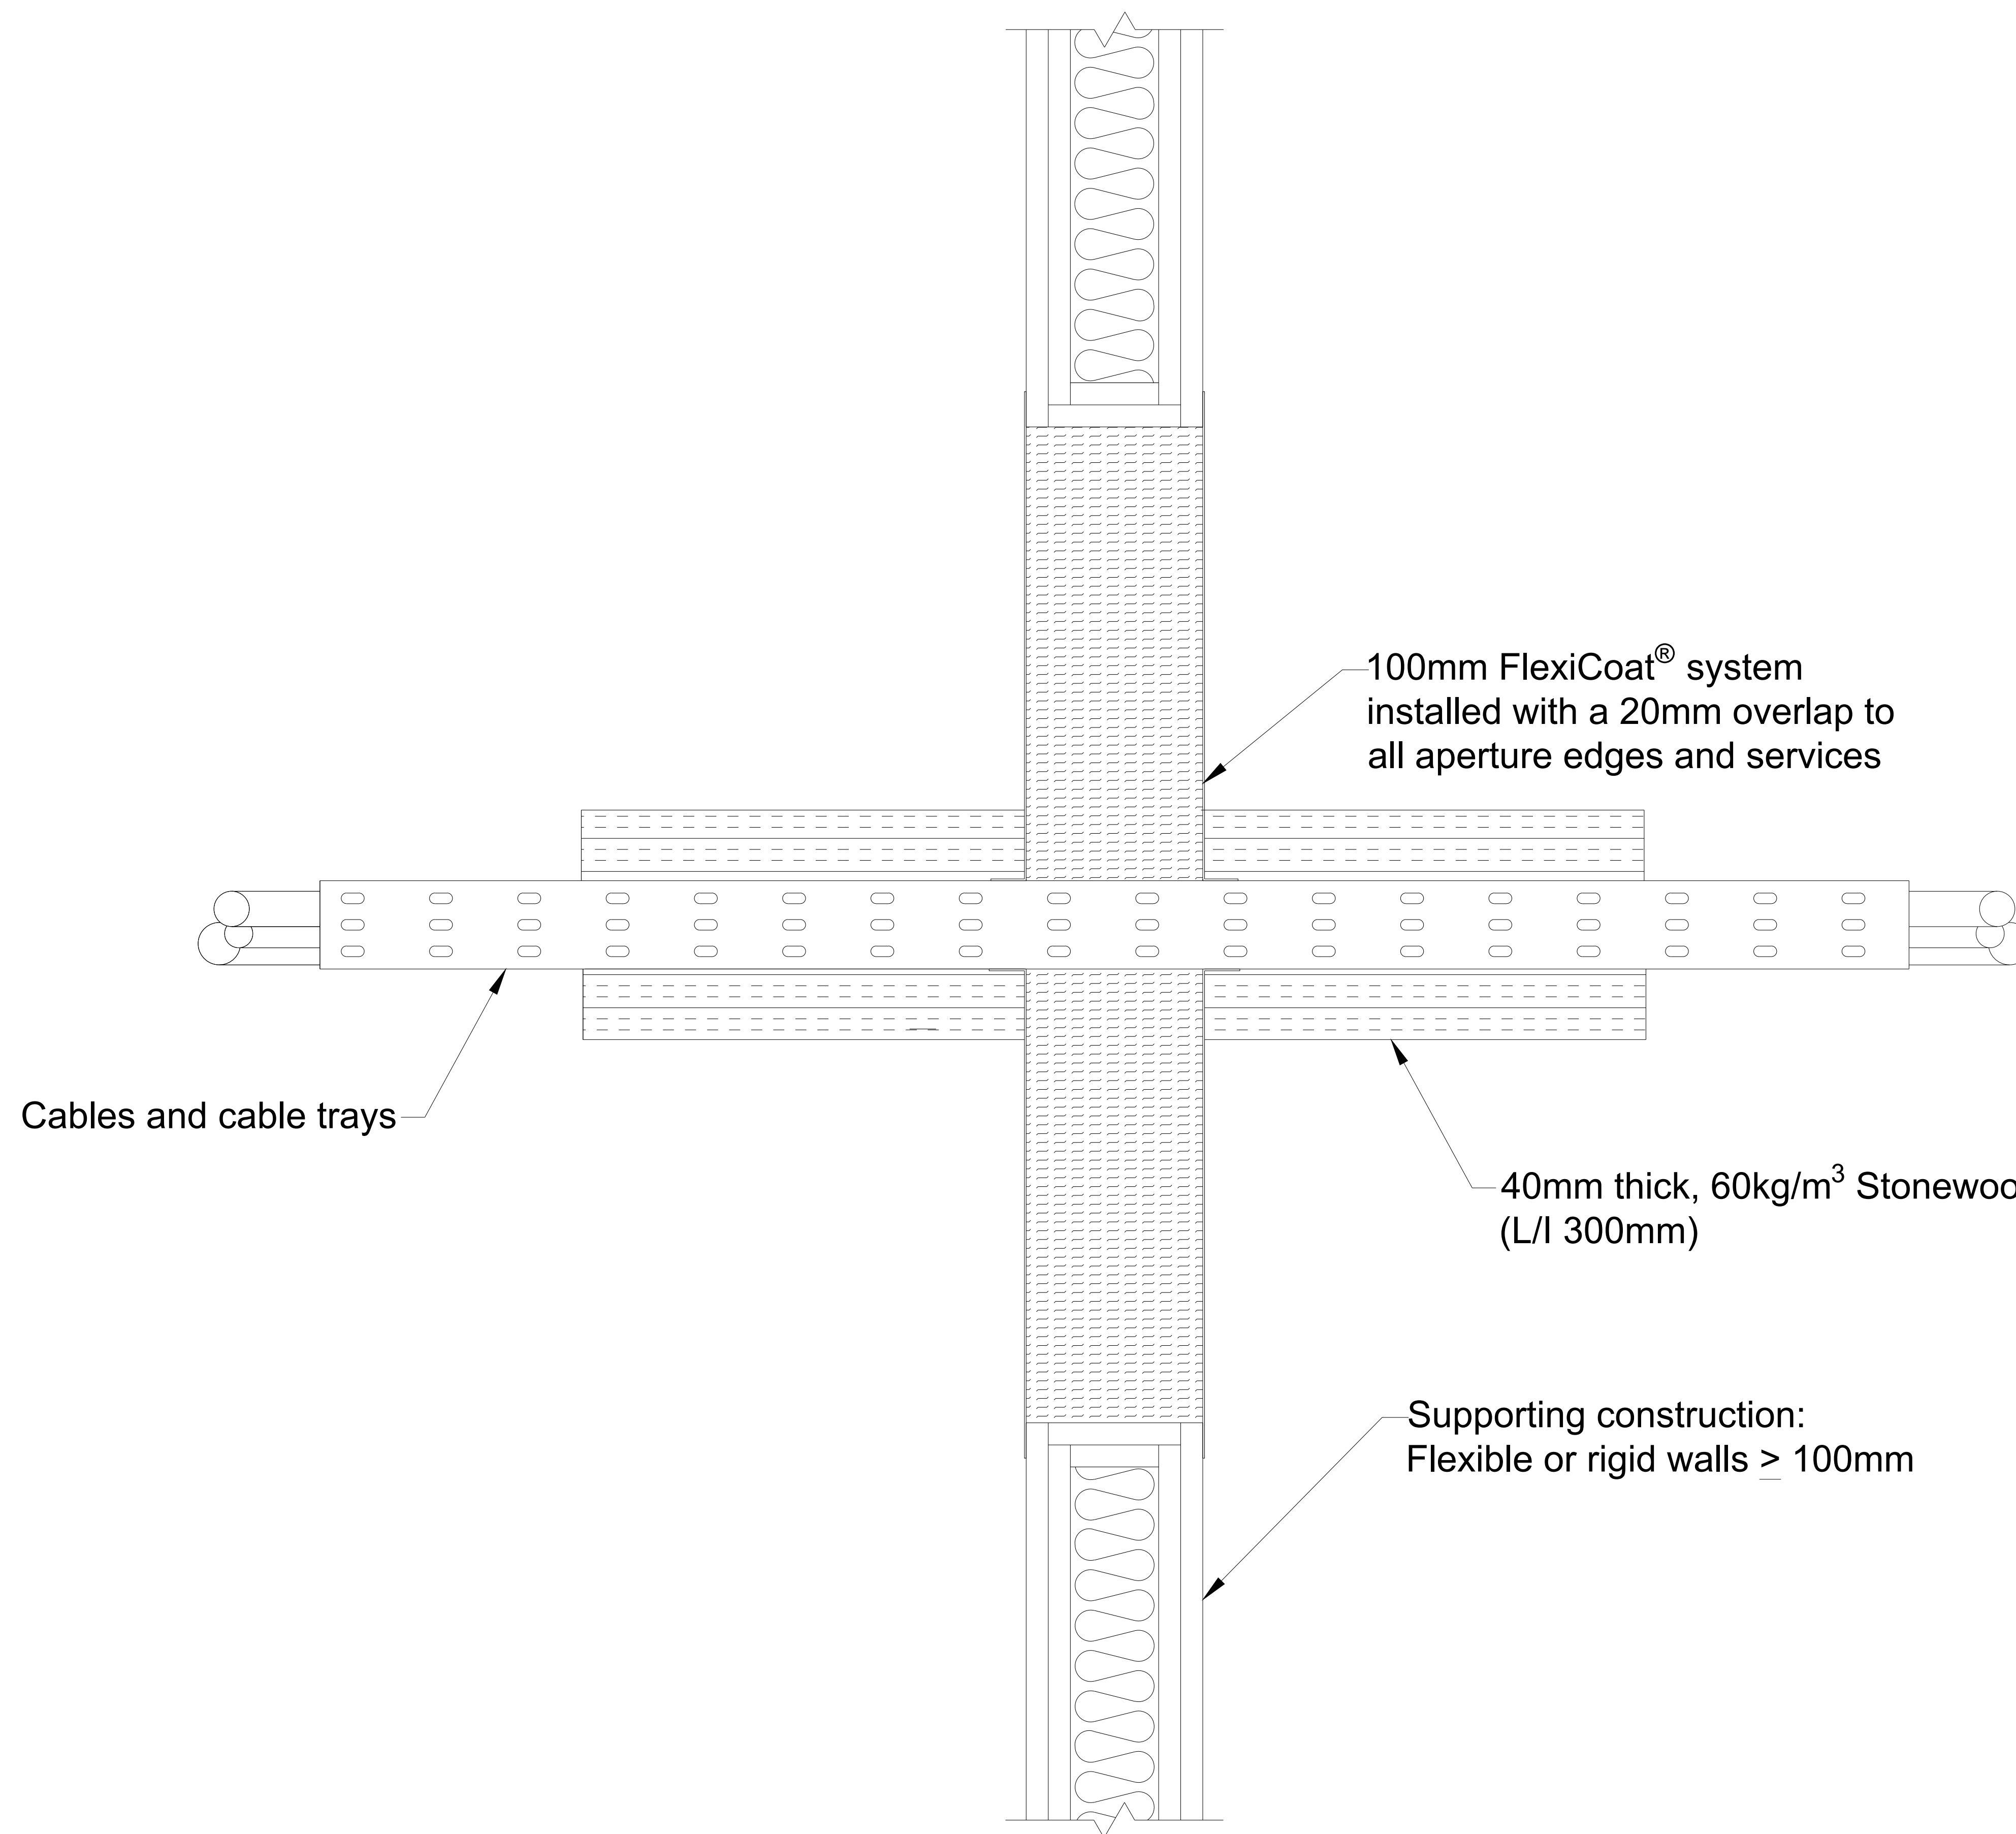 100mm FlexiCoat® system
installed with a 20mm overlap to
all aperture edges and services
Cables and cable trays
40mm thick, 60kg/m³ Stonewoo
(L/I 300mm)
Supporting construction:
Flexible or rigid walls ≥ 100mm